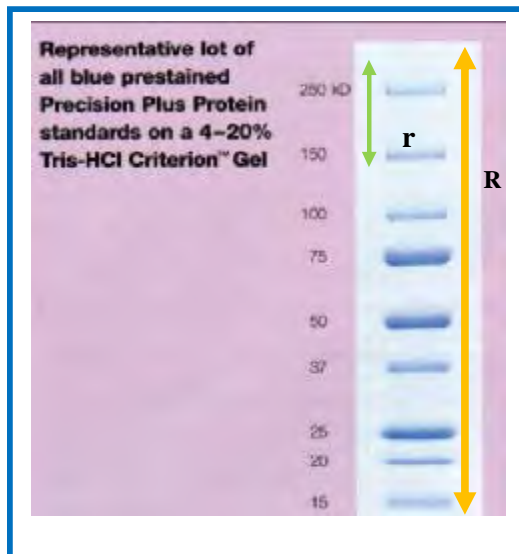 Representative lot of
all blue prestained
Precision Plus Protein
standards on a 4–20%
Tris-HCl Criterion™ Gel
250 kD
r
150
R
100
75
50
37
25
20
15